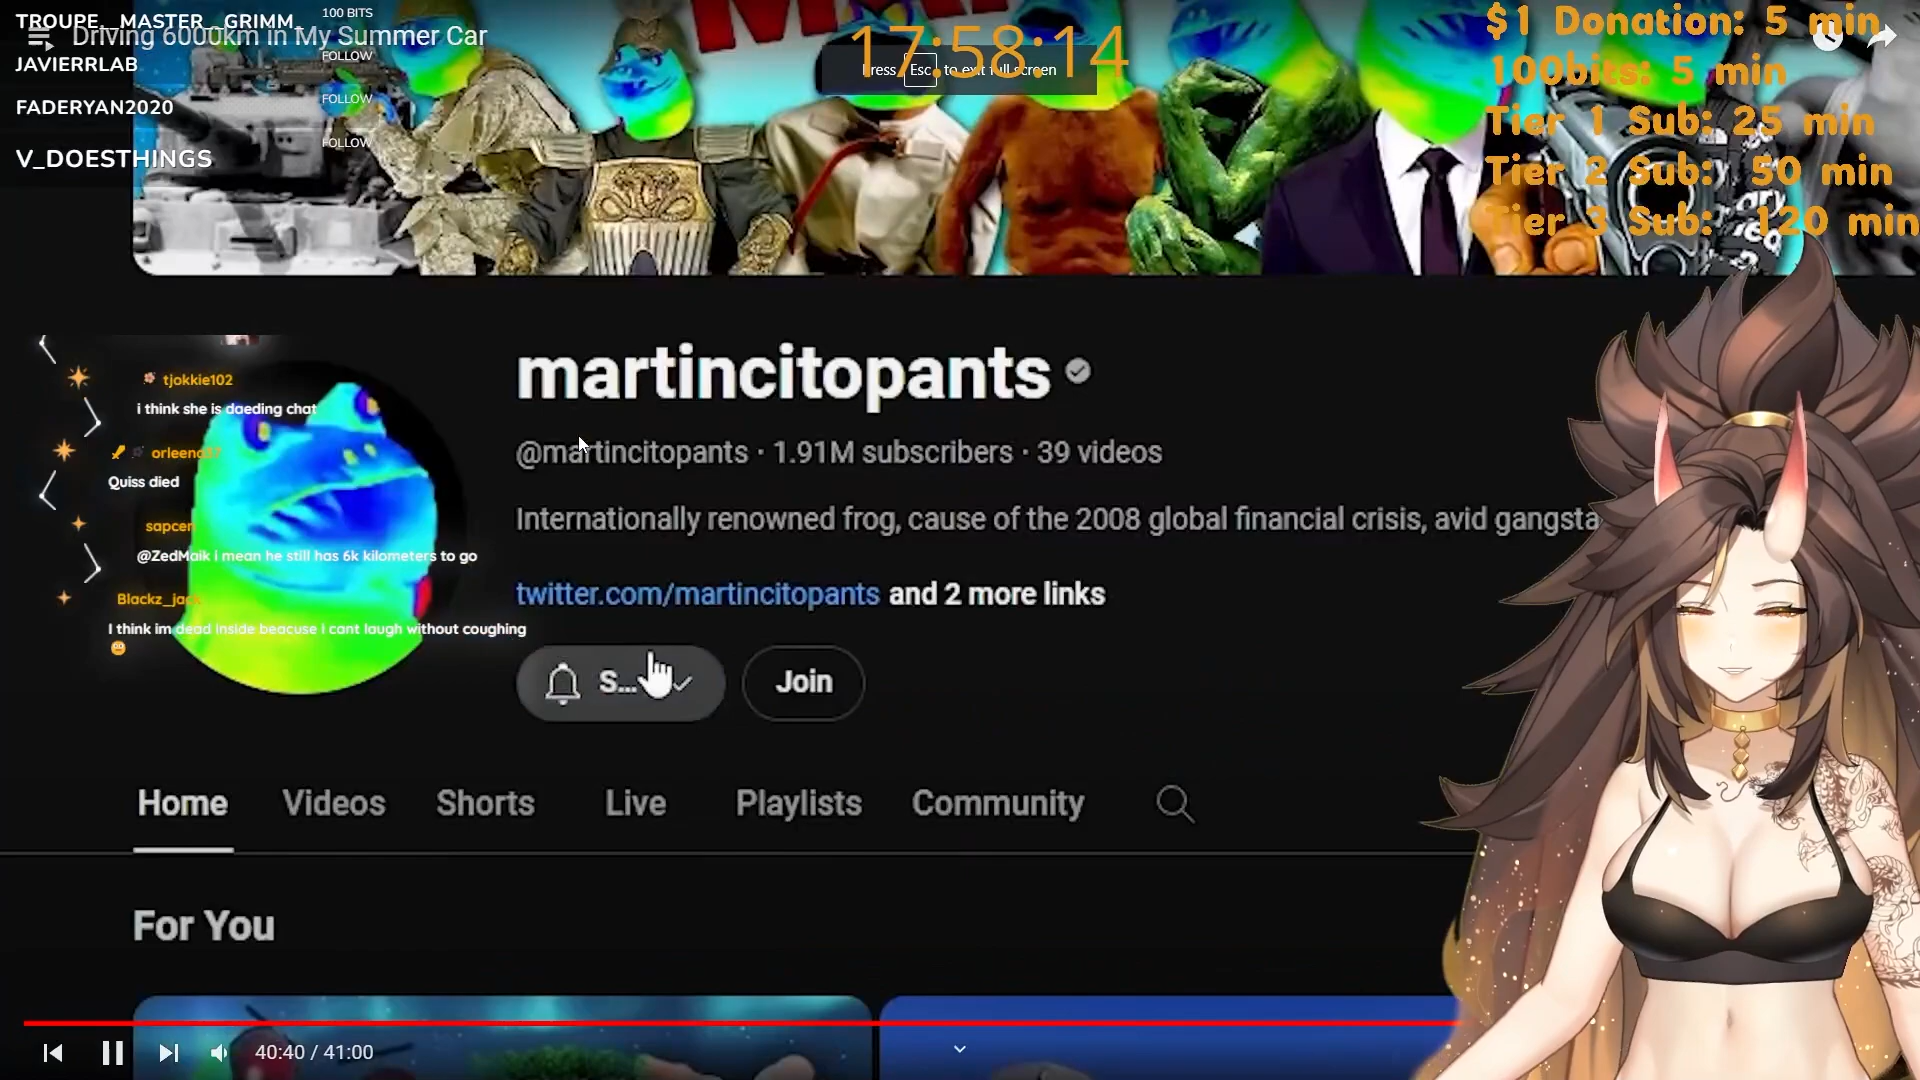 TROUPE_MASTER_GRIMM
100 BITS
Driving 6000km in My Summer Car
JAVIERRLAB
FOLLOW
FADERYAN2020
FOLLOW
V_DOESTHINGS
FOLLOW
17:58:14
Press Esc to exit full screen
$1 Donation: 5 min
100bits: 5 min
Tier 1 Sub: 25 min
Tier 2 Sub: 50 min
Tier 3 Sub: 120 min
martincitopants
@martincitopants · 1.91M subscribers · 39 videos
Internationally renowned frog, cause of the 2008 global financial crisis, avid gangsta
twitter.com/martincitopants and 2 more links
S...
Join
tjokkie102
i think she is daeding chat
Quiss died
@ZedMaik i mean he still has 6k kilometers to go
I think im dead inside beacuse i cant laugh without coughing
Home
Videos
Shorts
Live
Playlists
Community
For You
40:40 / 41:00